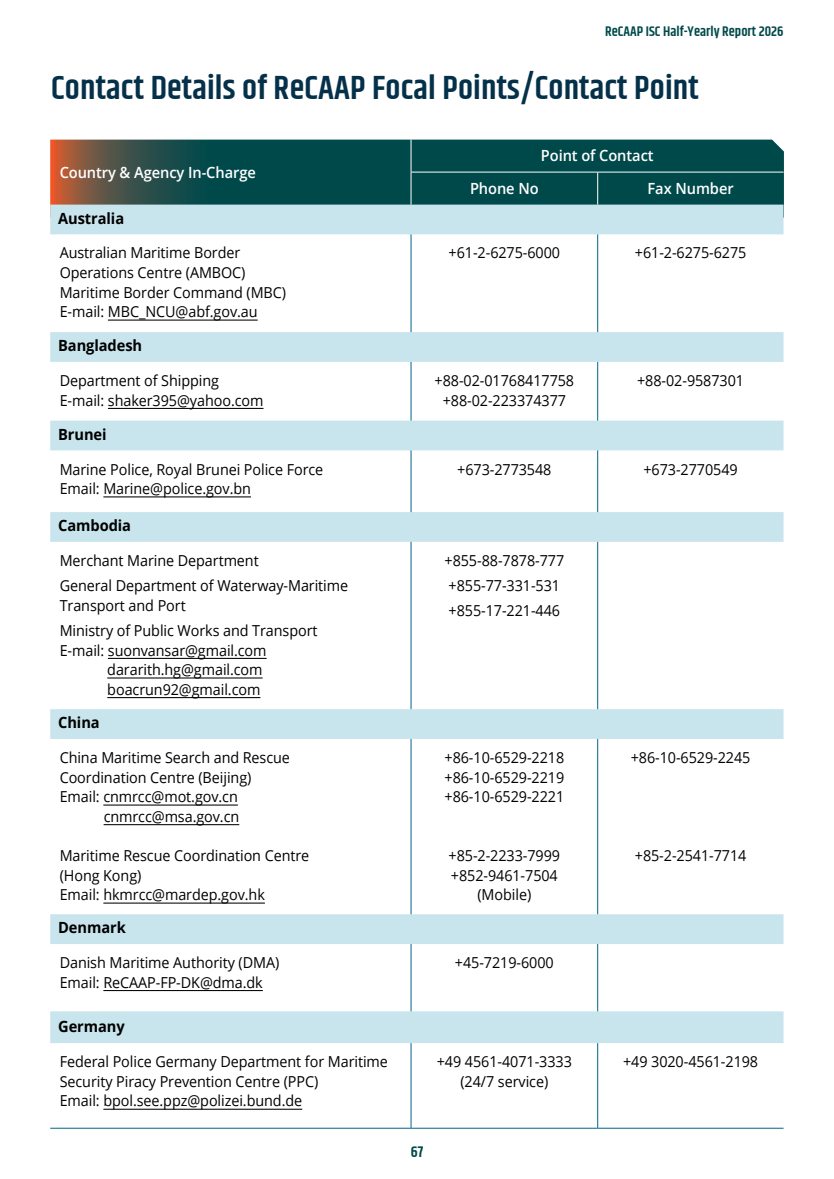 ReCAAP ISC Half-Yearly Report 2026
Contact Details of ReCAAP Focal Points/Contact Point
Country & Agency In-Charge
Point of Contact
Phone No
Fax Number
Australia
Australian Maritime Border
Operations Centre (AMBOC)
Maritime Border Command (MBC)
E-mail: MBC_NCU@abf.gov.au
+61-2-6275-6000
+61-2-6275-6275
Bangladesh
Department of Shipping
E-mail: shaker395@yahoo.com
+88-02-01768417758
+88-02-223374377
+88-02-9587301
Brunei
Marine Police, Royal Brunei Police Force
Email: Marine@police.gov.bn
+673-2773548
+673-2770549
Cambodia
Merchant Marine Department
General Department of Waterway-Maritime
Transport and Port
Ministry of Public Works and Transport
E-mail: suonvansar@gmail.com
dararith.hg@gmail.com
boacrun92@gmail.com
+855-88-7878-777
+855-77-331-531
+855-17-221-446
China
China Maritime Search and Rescue
Coordination Centre (Beijing)
Email: cnmrcc@mot.gov.cn
cnmrcc@msa.gov.cn
+86-10-6529-2218
+86-10-6529-2219
+86-10-6529-2221
+86-10-6529-2245
Maritime Rescue Coordination Centre
(Hong Kong)
Email: hkmrcc@mardep.gov.hk
+85-2-2233-7999
+852-9461-7504
(Mobile)
+85-2-2541-7714
Denmark
Danish Maritime Authority (DMA)
Email: ReCAAP-FP-DK@dma.dk
+45-7219-6000
Germany
Federal Police Germany Department for Maritime
Security Piracy Prevention Centre (PPC)
Email: bpol.see.ppz@polizei.bund.de
+49 4561-4071-3333
(24/7 service)
+49 3020-4561-2198
67